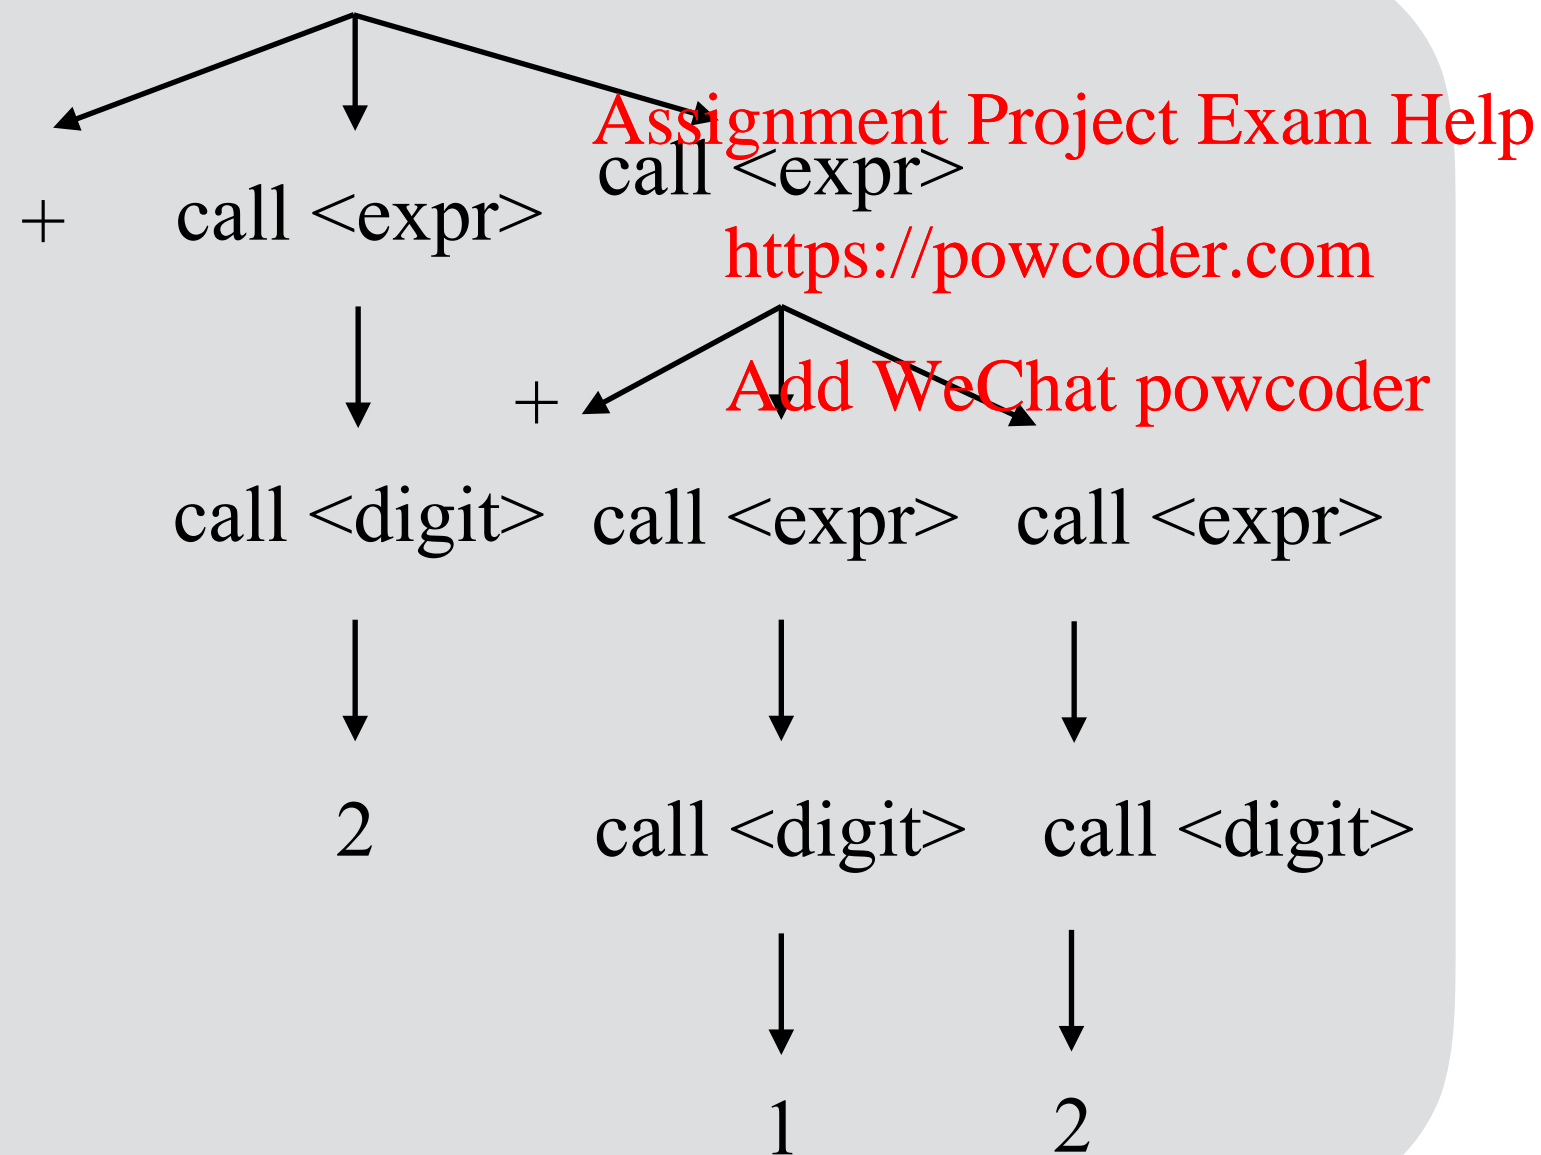 Assignment Project Exam Help
call <expr>
+ call <expr>
https://powcoder.com
+
Add WeChat powcoder
call <digit> call <expr> call <expr>
2 call <digit> call <digit>
1 2